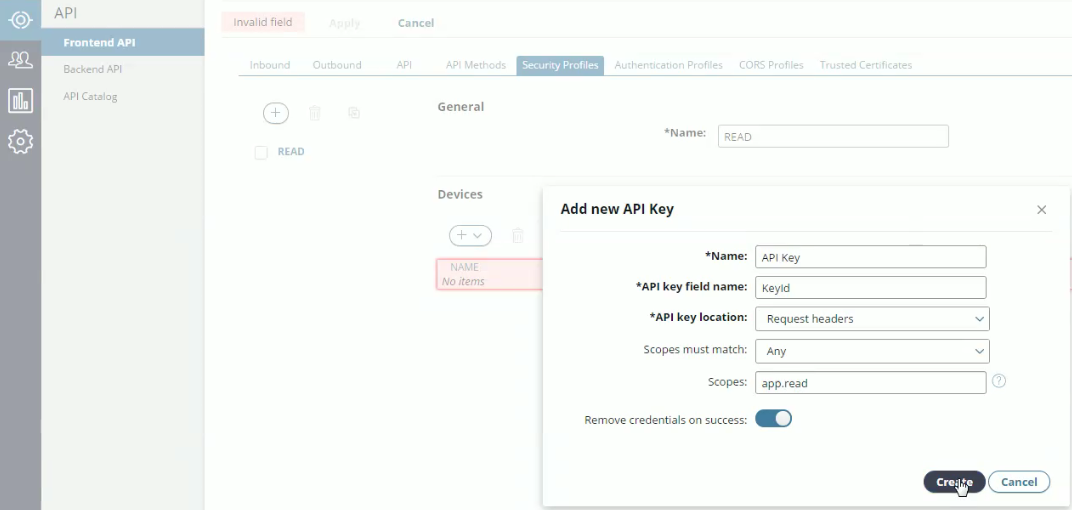 API
Frontend API
Backend API
API Catalog
Invalid field Apply Cancel
Inbound Outbound API API Methods Security Profiles Authentication Profiles CORS Profiles Trusted Certificates
General
*Name: READ
READ
Devices
NAME
No items
Add new API Key
*Name: API Key
*API key field name: KeyId
*API key location: Request headers
Scopes must match: Any
Scopes: app.read
Remove credentials on success:
Create Cancel